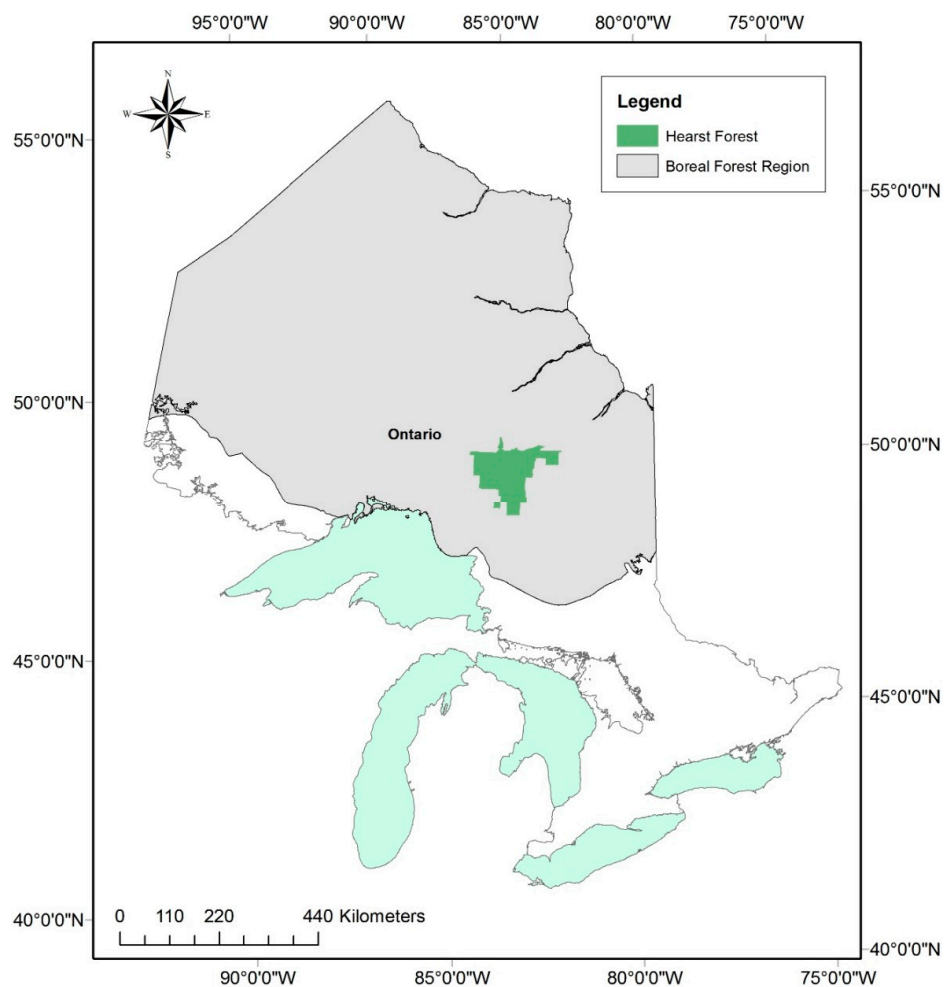 95°0'0"W 90°0'0"W 85°0'0"W 80°0'0"W 75°0'0"W
N
W E
S
Legend
Hearst Forest
Boreal Forest Region
55°0'0"N
55°0'0"N
50°0'0"N
Ontario
50°0'0"N
45°0'0"N
45°0'0"N
0 110 220 440 Kilometers
40°0'0"N
40°0'0"N
90°0'0"W 85°0'0"W 80°0'0"W 75°0'0"W